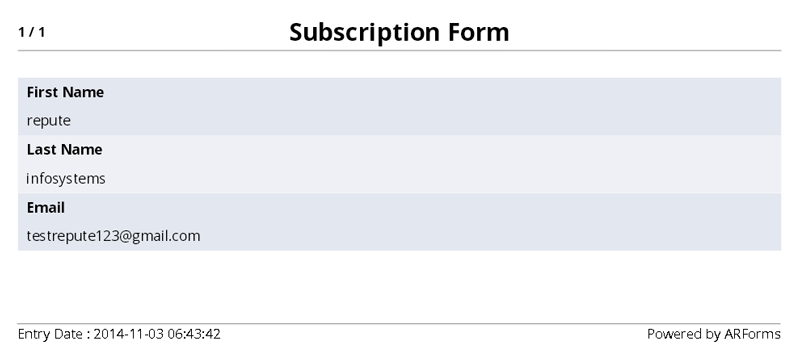 1 / 1
Subscription Form
First Name
repute
Last Name
infosystems
Email
testrepute123@gmail.com
Entry Date : 2014-11-03 06:43:42
Powered by ARForms